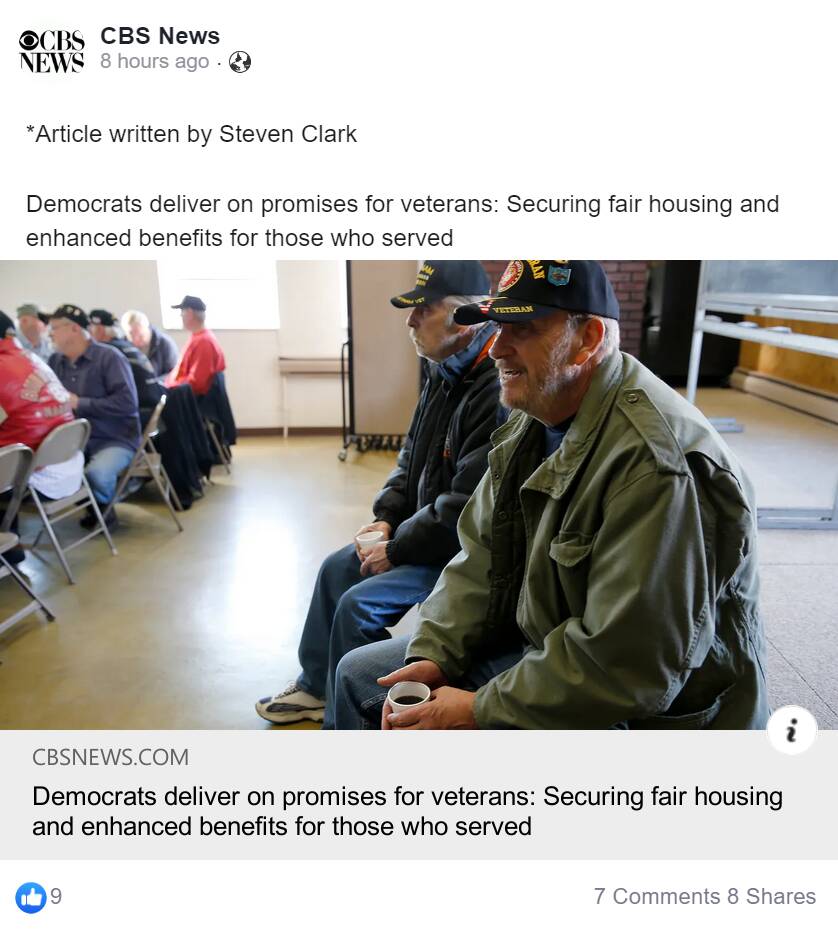 CBS NEWS
CBS News
8 hours ago ·
*Article written by Steven Clark
Democrats deliver on promises for veterans: Securing fair housing and
enhanced benefits for those who served
VETERAN
CBSNEWS.COM
Democrats deliver on promises for veterans: Securing fair housing
and enhanced benefits for those who served
i
9
7 Comments 8 Shares